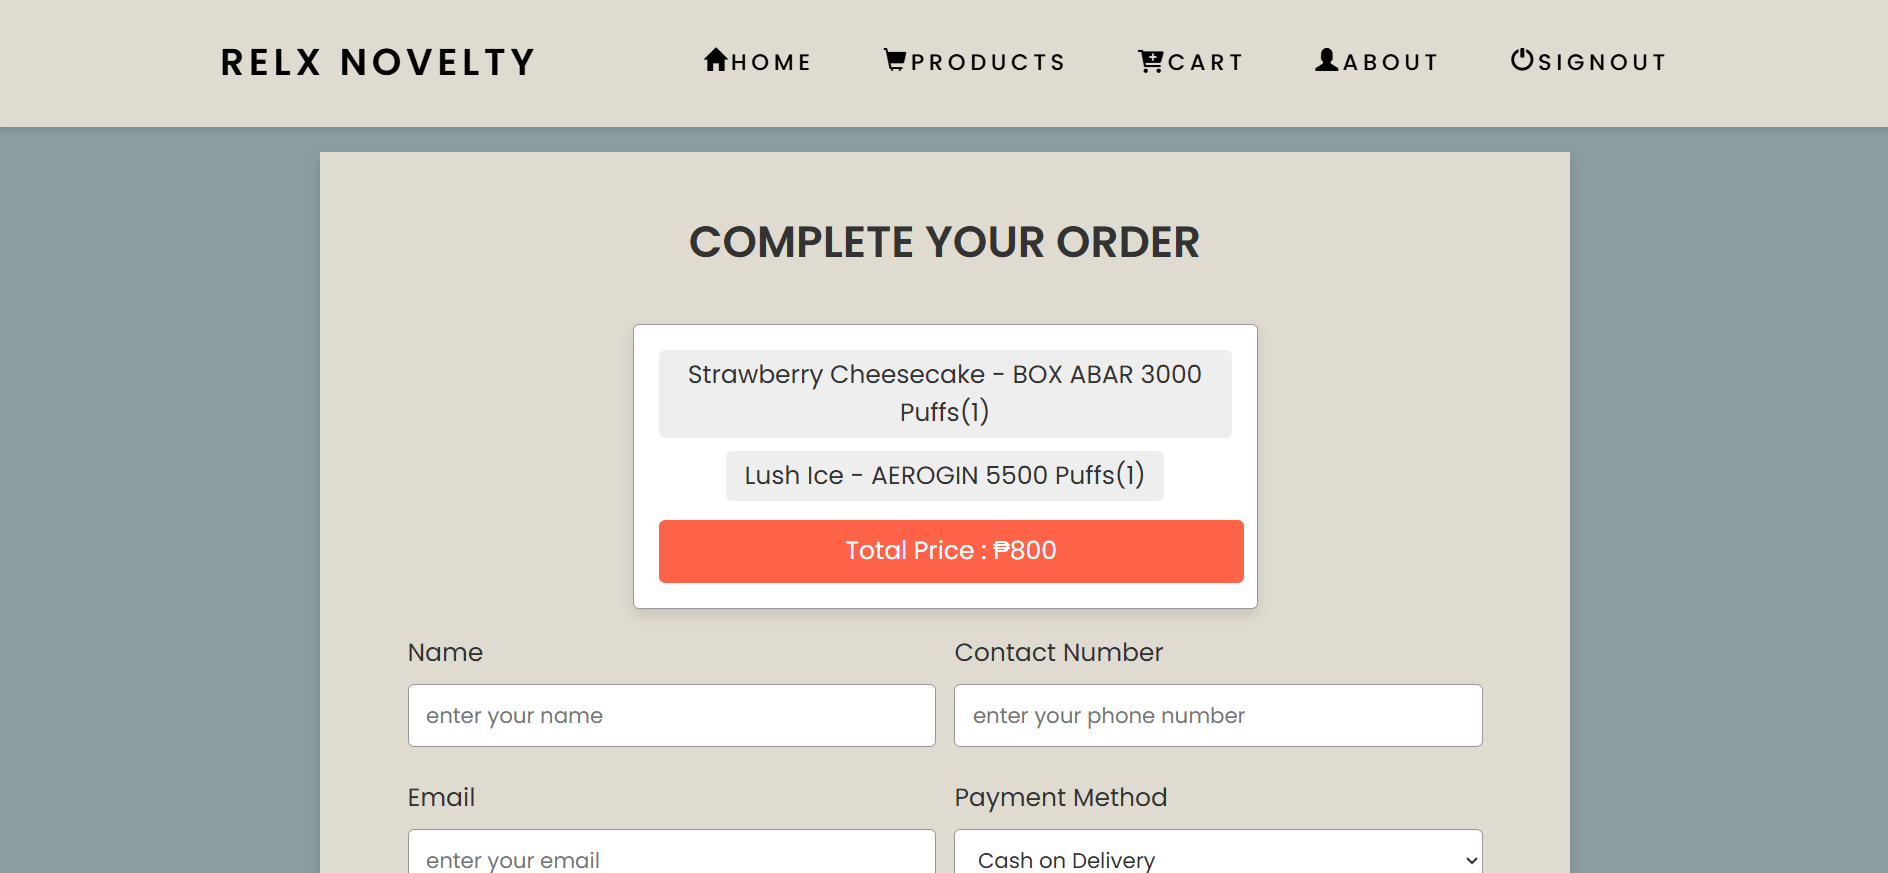 RELX NOVELTY HOME PRODUCTS CART ABOUT SIGNOUT
COMPLETE YOUR ORDER
Strawberry Cheesecake - BOX ABAR 3000
Puffs(1)
Lush Ice - AEROGIN 5500 Puffs(1)
Total Price : ₱800
Name
Contact Number
enter your name
enter your phone number
Email
Payment Method
enter your email
Cash on Delivery